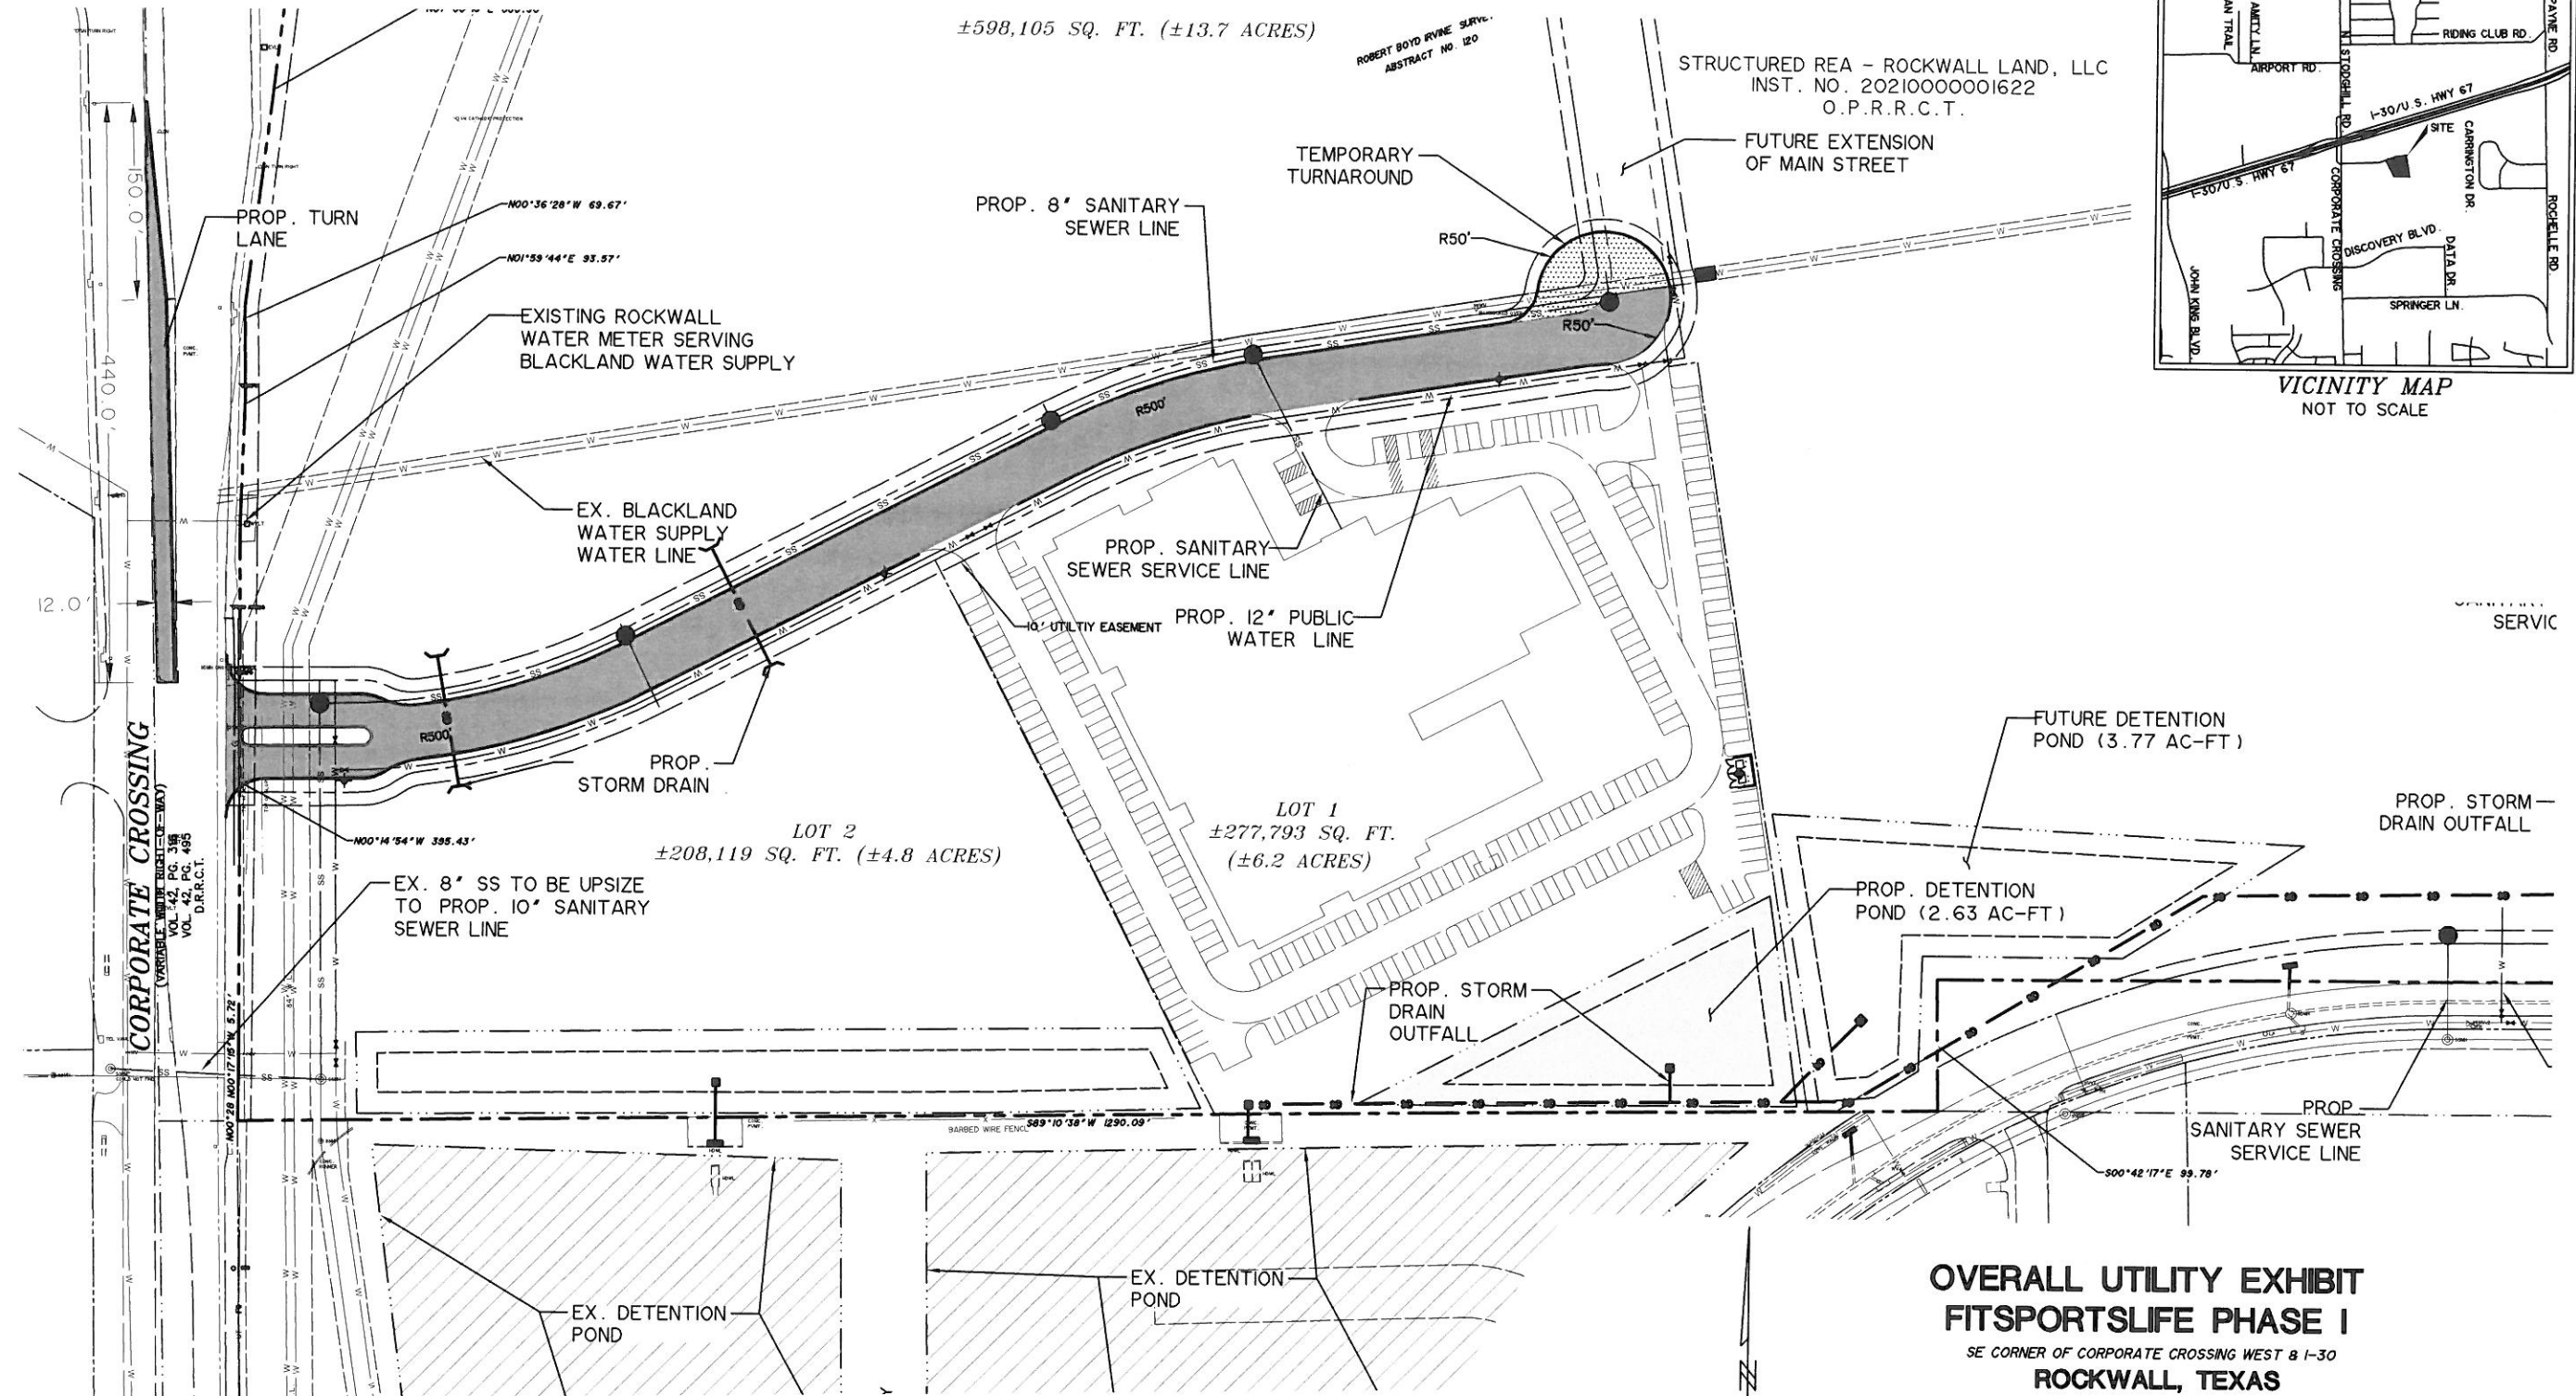 ±598,105 SQ. FT. (±13.7 ACRES)
ROBERT BOYD IRVINE
ABSTRACT NO. 120
STRUCTURED REA - ROCKWALL LAND, LLC
INST. NO. 20210000001622
O.P.R.R.C.T.
FUTURE EXTENSION
OF MAIN STREET
TEMPORARY
TURNAROUND
R50'
R50'
PROP. 8" SANITARY
SEWER LINE
PROP. TURN
LANE
150.0'
440.0'
12.0'
N00°36'28"W 69.67'
N01°59'44"E 93.57'
EXISTING ROCKWALL
WATER METER SERVING
BLACKLAND WATER SUPPLY
EX. BLACKLAND
WATER SUPPLY
WATER LINE
R500'
PROP. SANITARY
SEWER SERVICE LINE
10' UTILTIY EASEMENT
PROP. 12" PUBLIC
WATER LINE
R500'
PROP.
STORM DRAIN
N00°14'54"W 395.43'
CORPORATE CROSSING
(VARIABLE WIDTH RIGHT-OF-WAY)
VOL. 42, PG. 495
D.R.R.C.T.
LOT 2
±208,119 SQ. FT. (±4.8 ACRES)
LOT 1
±277,793 SQ. FT.
(±6.2 ACRES)
EX. 8" SS TO BE UPSIZE
TO PROP. 10" SANITARY
SEWER LINE
FUTURE DETENTION
POND (3.77 AC-FT)
PROP. DETENTION
POND (2.63 AC-FT)
PROP. STORM
DRAIN OUTFALL
PROP. STORM
DRAIN
OUTFALL
BARBED WIRE FENCE
S89°10'38"W 1290.09'
PROP
SANITARY SEWER
SERVICE LINE
S00°42'17"E 99.78'
EX. DETENTION
POND
EX. DETENTION
POND
AIRPORT RD.
RIDING CLUB RD.
N STODGHILL RD.
AMITY LN
I-30/U.S. HWY 67
I-30/U.S. HWY 67
SITE
CARRINGTON DR.
CORPORATE CROSSING
DISCOVERY BLVD.
DATA DR
ROCHELLE RD.
SPRINGER LN.
JOHN KING BLVD.
VICINITY MAP
NOT TO SCALE
OVERALL UTILITY EXHIBIT
FITSPORTSLIFE PHASE I
SE CORNER OF CORPORATE CROSSING WEST & I-30
ROCKWALL, TEXAS